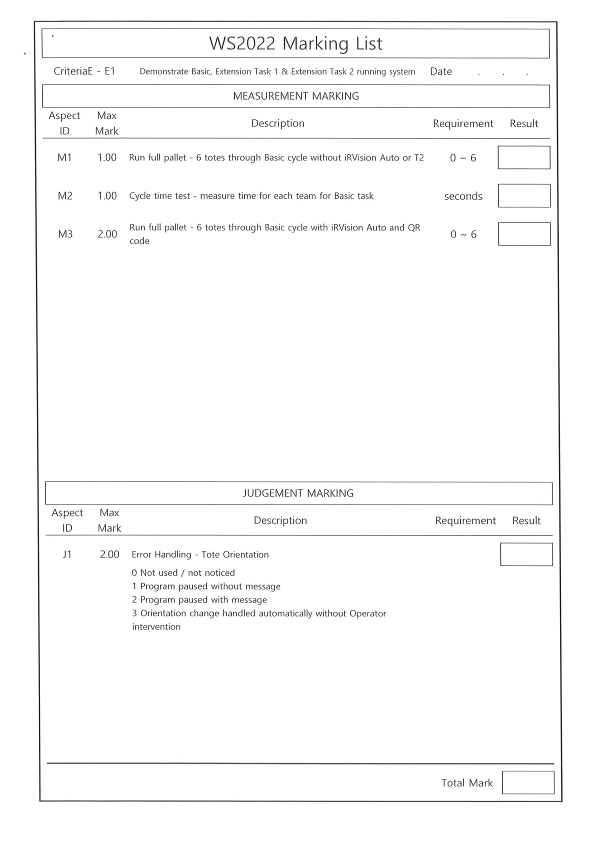 WS2022 Marking List
CriteriaE - E1 Demonstrate Basic, Extension Task 1 & Extension Task 2 running system Date . . .
MEASUREMENT MARKING
Aspect ID Max Mark Description Requirement Result
M1 1.00 Run full pallet - 6 totes through Basic cycle without iRVision Auto or T2 0 ~ 6
M2 1.00 Cycle time test - measure time for each team for Basic task seconds
M3 2.00 Run full pallet - 6 totes through Basic cycle with iRVision Auto and QR
code 0 ~ 6
JUDGEMENT MARKING
Aspect ID Max Mark Description Requirement Result
J1 2.00 Error Handling - Tote Orientation
0 Not used / not noticed
1 Program paused without message
2 Program paused with message
3 Orientation change handled automatically without Operator
intervention
Total Mark